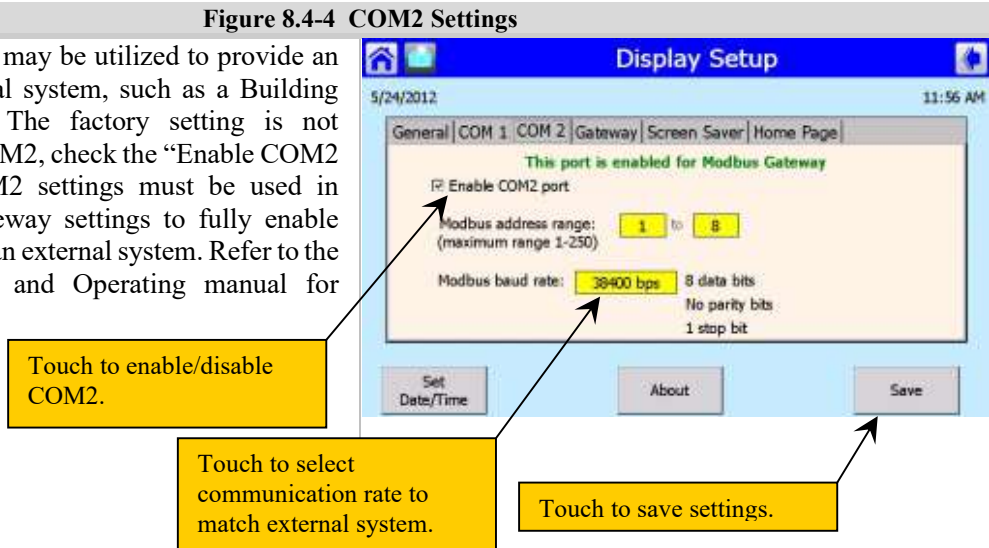 Figure 8.4-4 COM2 Settings
may be utilized to provide an
al system, such as a Building
The factory setting is not
M2, check the “Enable COM2
M2 settings must be used in
eway settings to fully enable
an external system. Refer to the
and Operating manual for
Display Setup
5/24/2012 11:56 AM
General COM 1 COM 2 Gateway Screen Saver Home Page
This port is enabled for Modbus Gateway
Enable COM2 port
Modbus address range: 1 to 8
(maximum range 1-250)
Modbus baud rate: 38400 bps 8 data bits
No parity bits
1 stop bit
Set
Date/Time
About
Save
Touch to enable/disable
COM2.
Touch to select
communication rate to
match external system.
Touch to save settings.